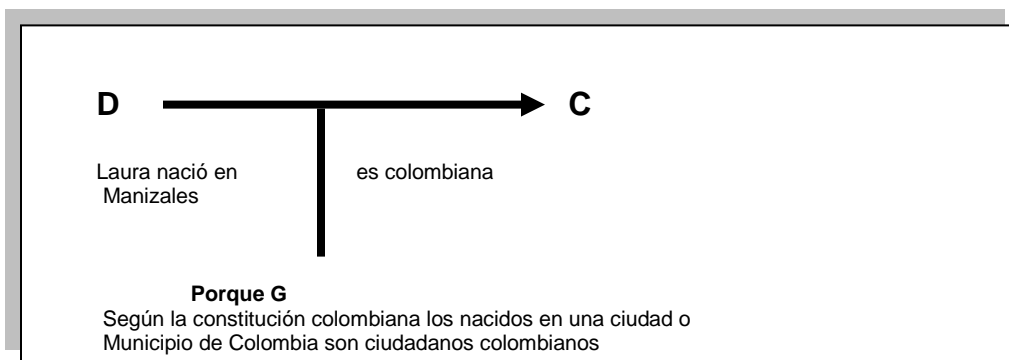 D C
Laura nació en es colombiana
Manizales
Porque G
Según la constitución colombiana los nacidos en una ciudad o
Municipio de Colombia son ciudadanos colombianos